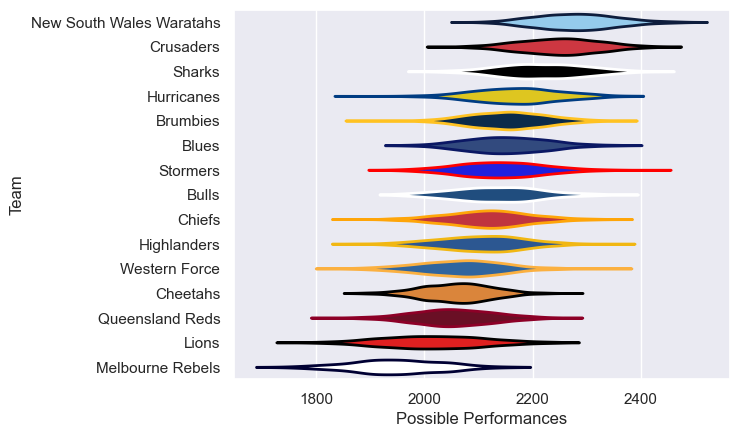 New South Wales Waratahs
Crusaders
Sharks
Hurricanes
Brumbies
Blues
Stormers
Bulls
Chiefs
Highlanders
Western Force
Cheetahs
Queensland Reds
Lions
Melbourne Rebels
Team
1800 2000 2200 2400
Possible Performances